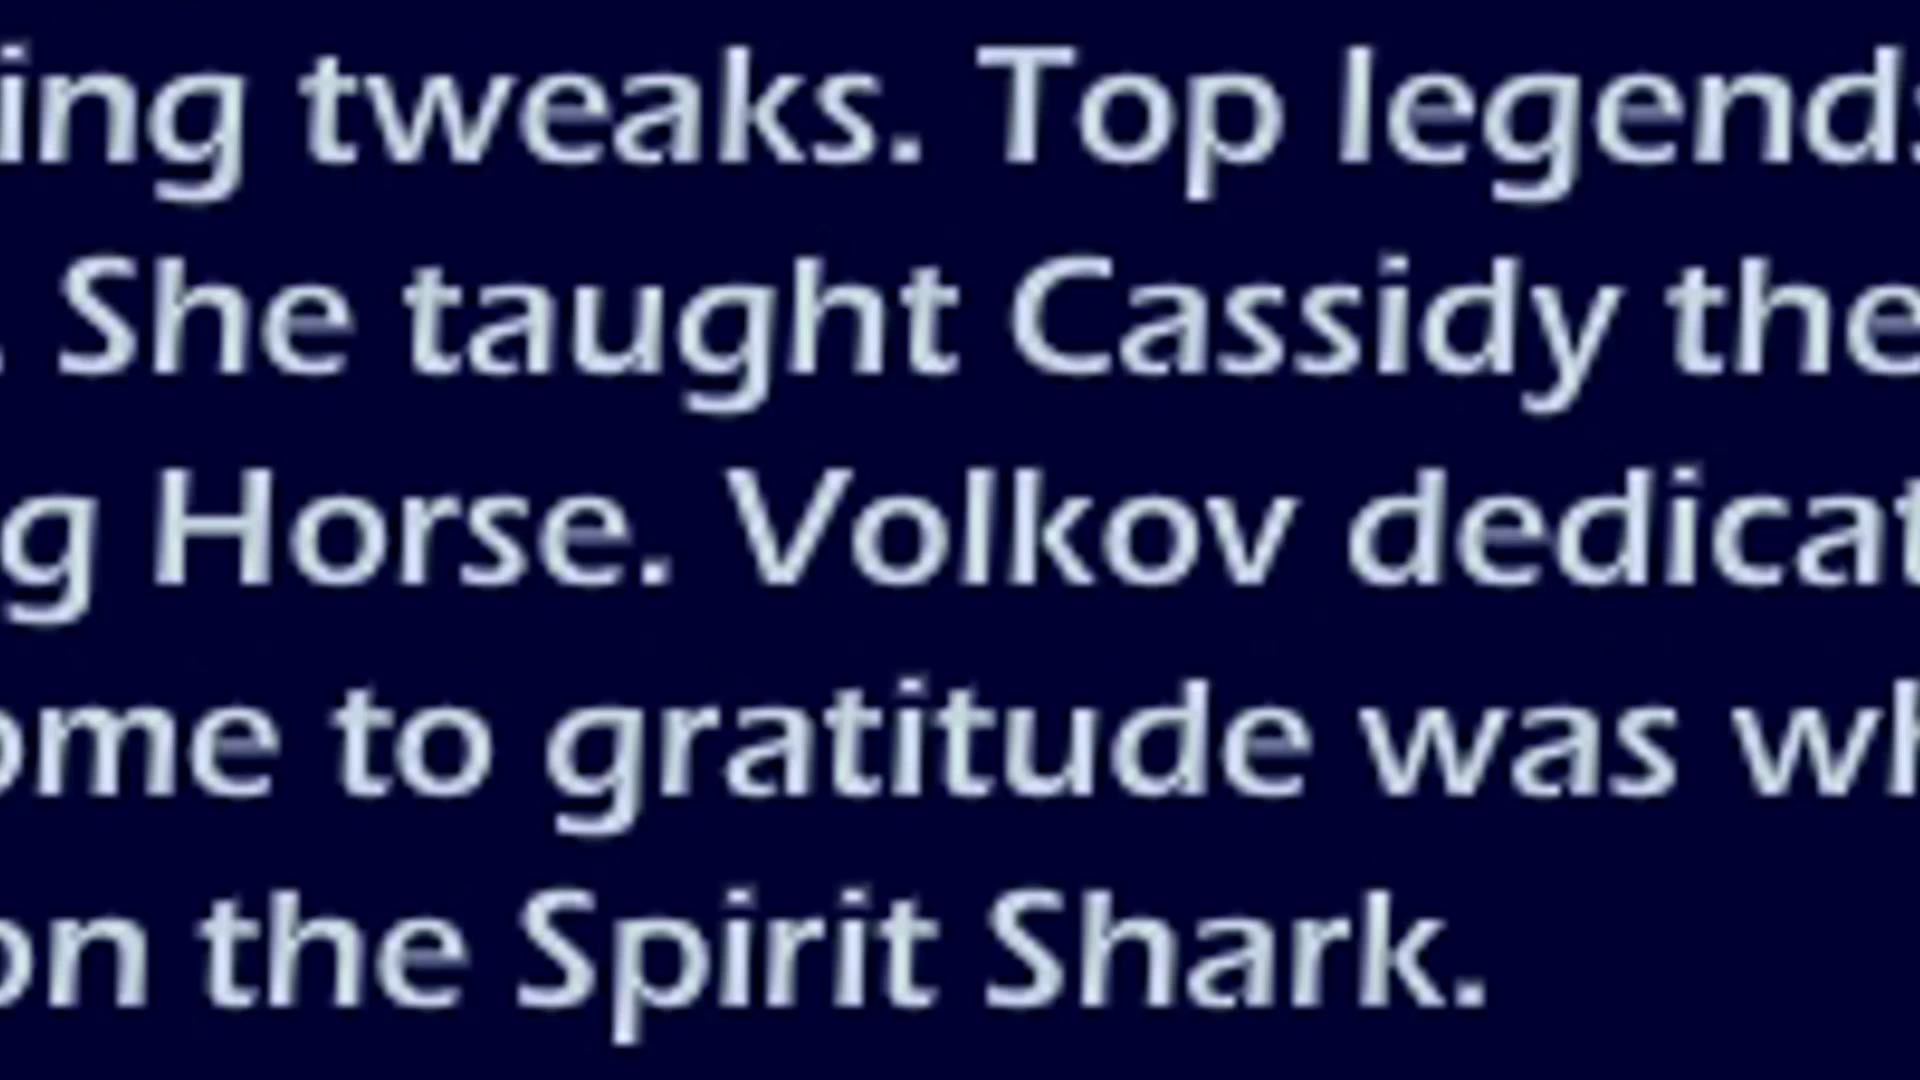 ing tweaks. Top legends
. She taught Cassidy the
g Horse. Volkov dedicat
ome to gratitude was wh
on the Spirit Shark.